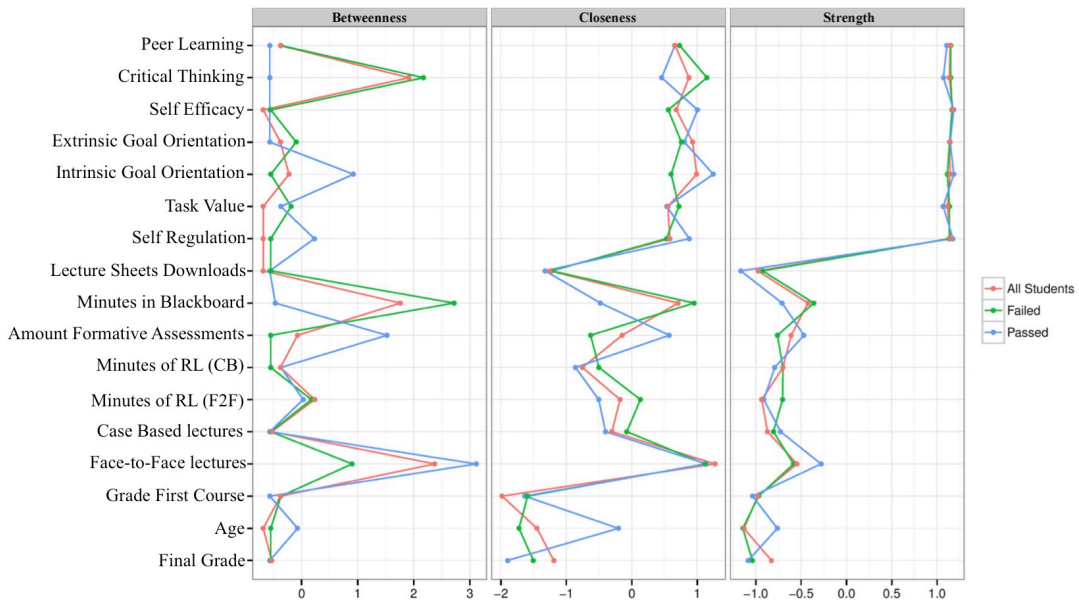 Betweenness Closeness Strength
Peer Learning
Critical Thinking
Self Efficacy
Extrinsic Goal Orientation
Intrinsic Goal Orientation
Task Value
Self Regulation
Lecture Sheets Downloads
Minutes in Blackboard
Amount Formative Assessments
Minutes of RL (CB)
Minutes of RL (F2F)
Case Based lectures
Face-to-Face lectures
Grade First Course
Age
Final Grade
All Students
Failed
Passed
0 1 2 3 −2 −1 0 1 −1.0 −0.5 0.0 0.5 1.0